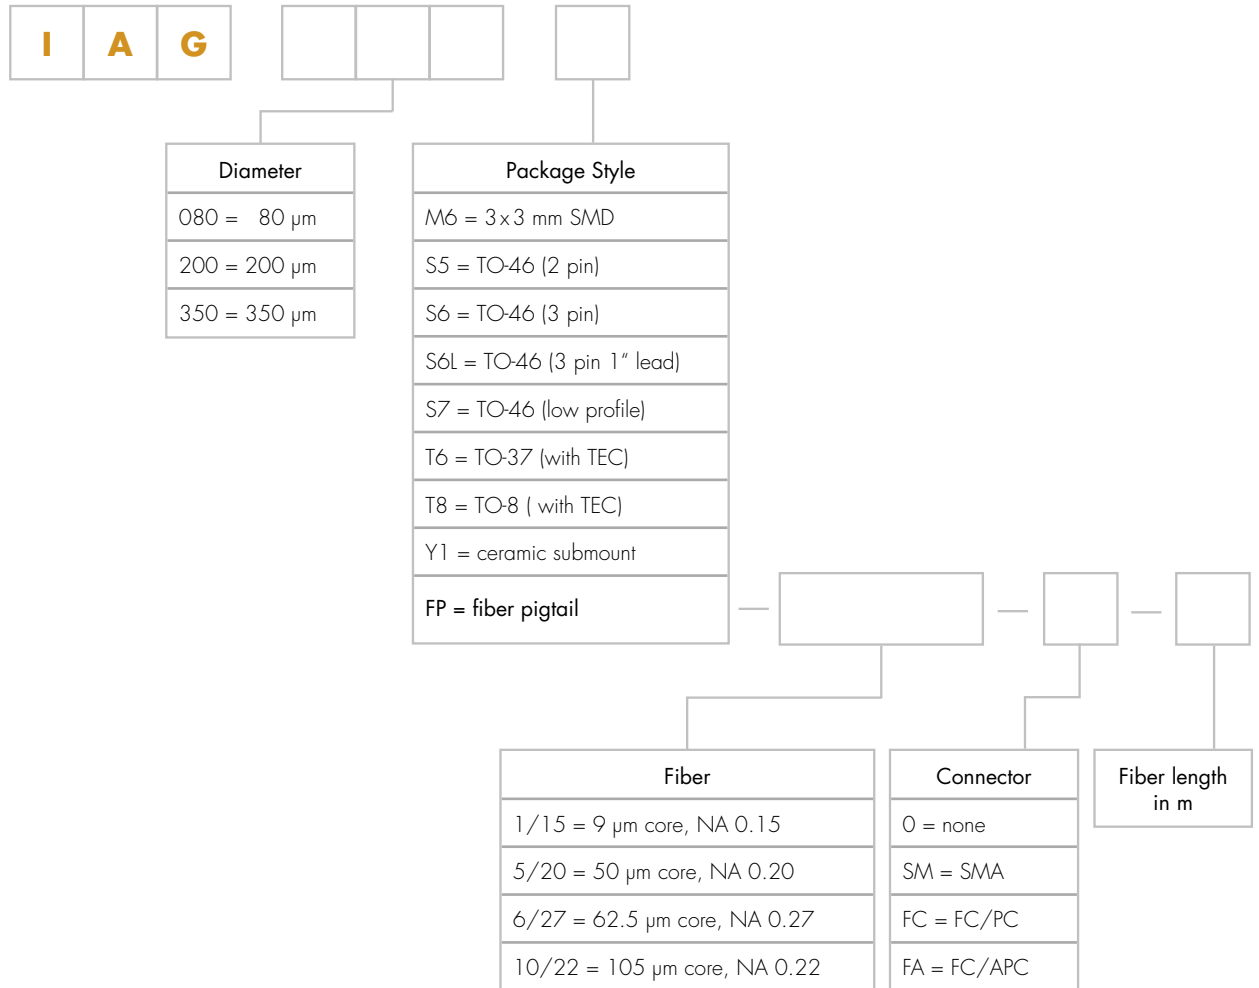 I A G
Diameter
080 = 80 µm
200 = 200 µm
350 = 350 µm
Package Style
M6 = 3 x 3 mm SMD
S5 = TO-46 (2 pin)
S6 = TO-46 (3 pin)
S6L = TO-46 (3 pin 1" lead)
S7 = TO-46 (low profile)
T6 = TO-37 (with TEC)
T8 = TO-8 ( with TEC)
Y1 = ceramic submount
FP = fiber pigtail
— — —
Fiber
1/15 = 9 µm core, NA 0.15
5/20 = 50 µm core, NA 0.20
6/27 = 62.5 µm core, NA 0.27
10/22 = 105 µm core, NA 0.22
Connector
0 = none
SM = SMA
FC = FC/PC
FA = FC/APC
Fiber length
in m